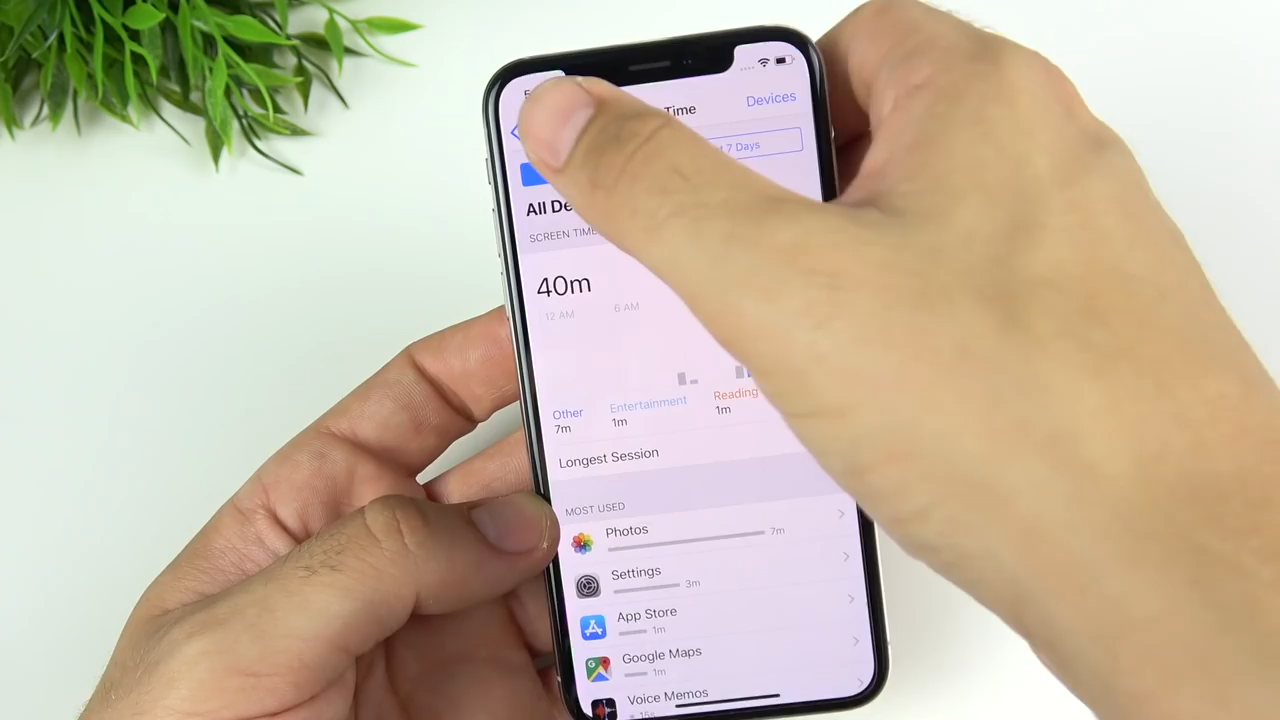 Time
Devices
7 Days
All De
SCREEN TIME
40m
12 AM 6 AM
Other Entertainment Reading
7m 1m 1m
Longest Session
MOST USED
Photos
7m
Settings
3m
App Store
1m
Google Maps
1m
Voice Memos
15s